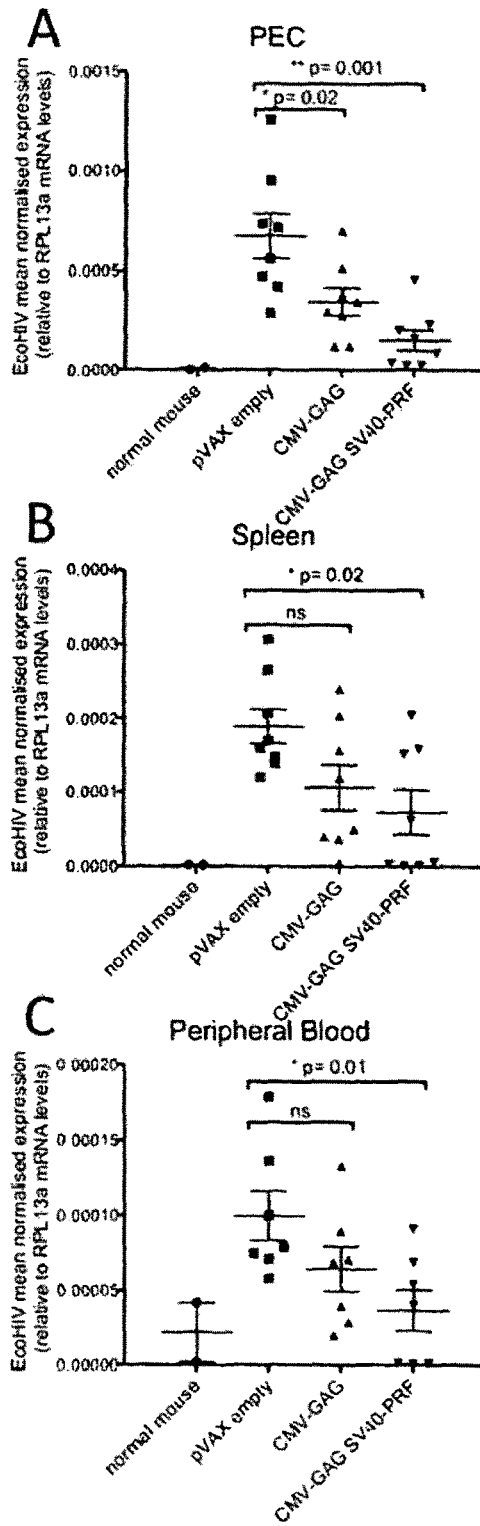 A
PEC
** p= 0.001
* p= 0.02
EcoHIV mean normalised expression
(relative to RPL13a mRNA levels)
0.0015
0.0010
0.0005
0.0000
normal mouse
pVAX empty
CMV-GAG
CMV-GAG SV40-PRF
B
Spleen
* p= 0.02
ns
EcoHIV mean normalised expression
(relative to RPL13a mRNA levels)
0.0004
0.0003
0.0002
0.0001
0.0000
normal mouse
pVAX empty
CMV-GAG
CMV-GAG SV40-PRF
C
Peripheral Blood
* p= 0.01
ns
EcoHIV mean normalised expression
(relative to RPL13a mRNA levels)
0.00020
0.00015
0.00010
0.00005
0.00000
normal mouse
pVAX empty
CMV-GAG
CMV-GAG SV40-PRF